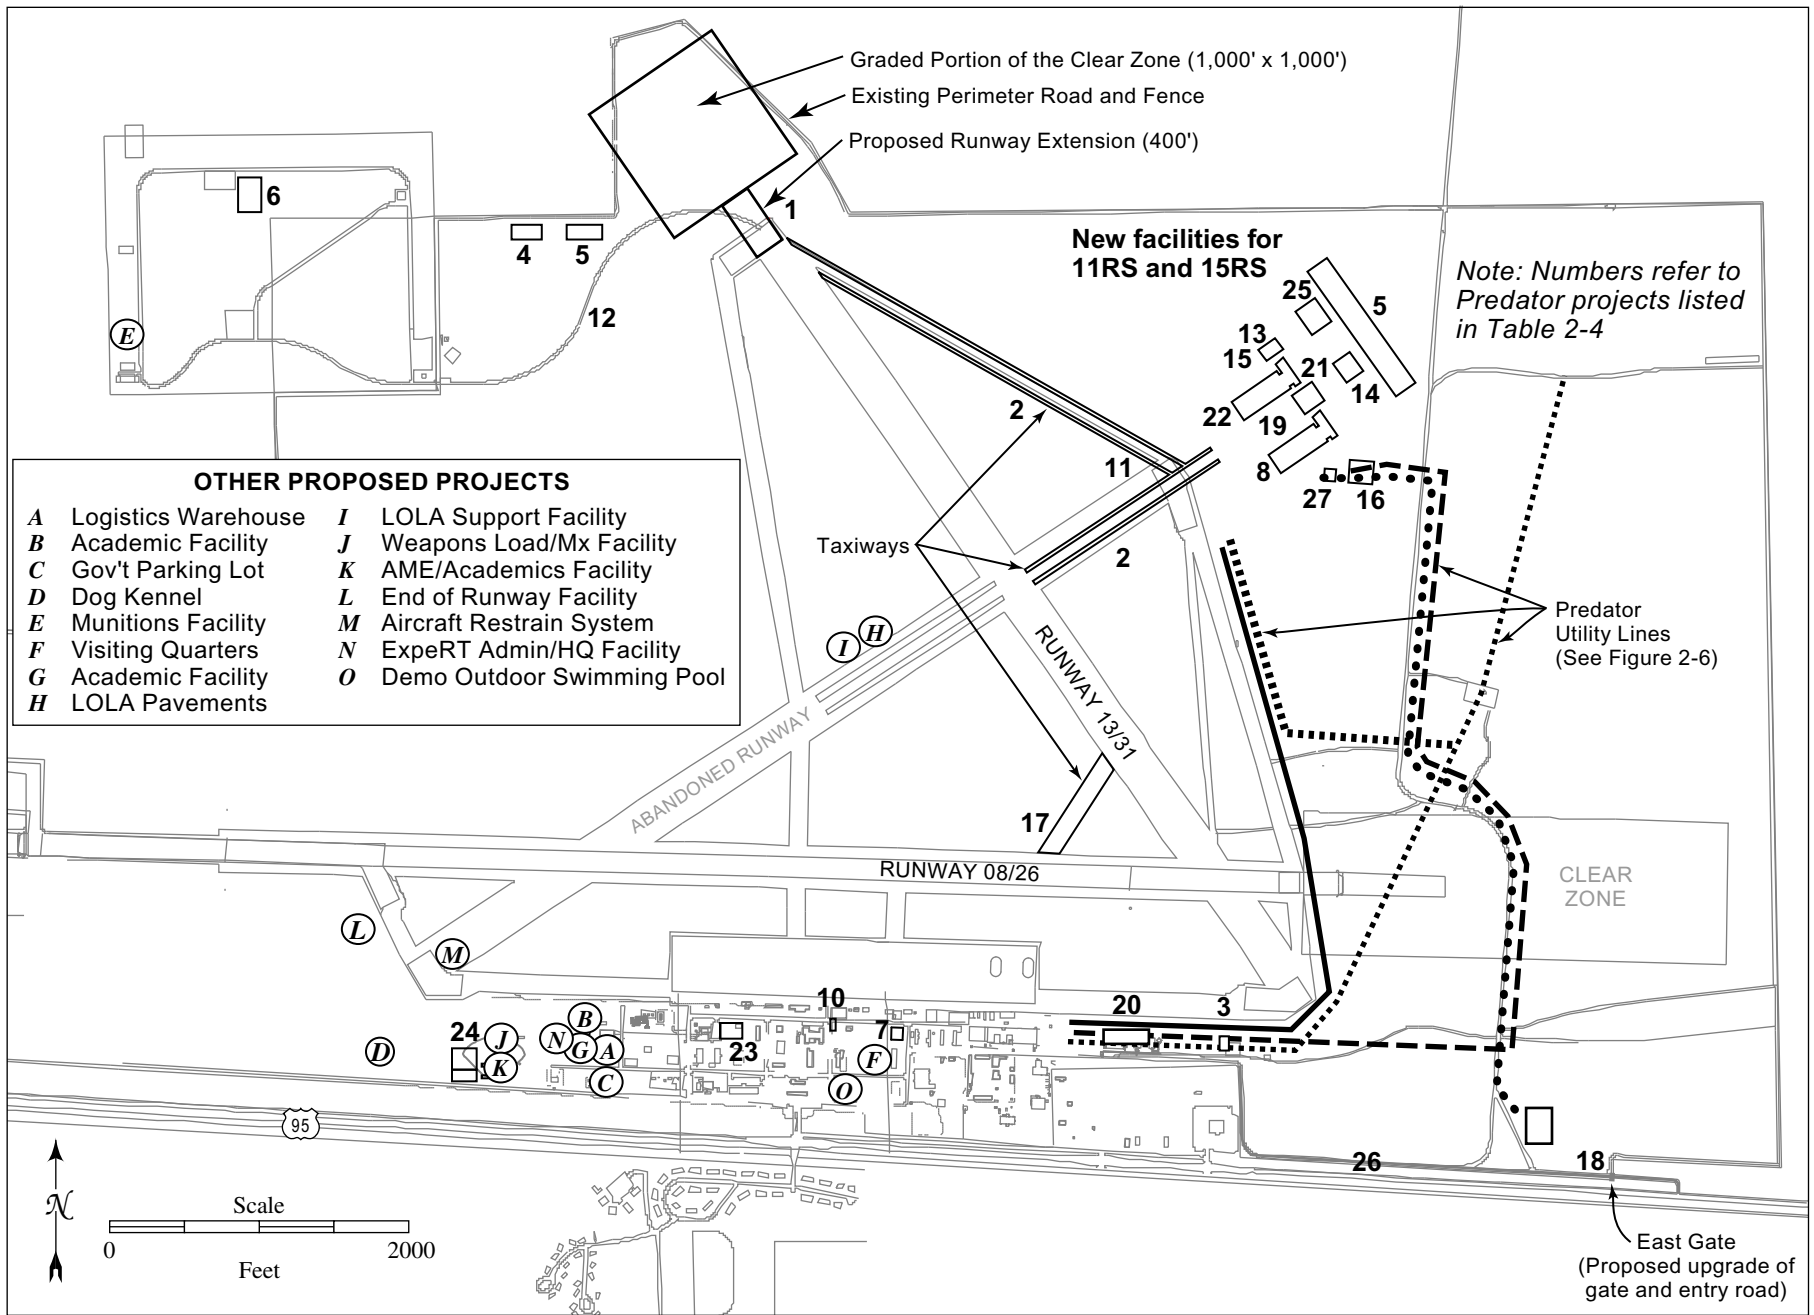 Graded Portion of the Clear Zone (1,000' x 1,000')
Existing Perimeter Road and Fence
Proposed Runway Extension (400')
6
1
4
5
12
New facilities for
11RS and 15RS
Note: Numbers refer to
Predator projects listed
in Table 2-4
25
5
13
15
21
14
22
19
8
27
16
E
2
11
2
Taxiways
OTHER PROPOSED PROJECTS
A Logistics Warehouse
B Academic Facility
C Gov't Parking Lot
D Dog Kennel
E Munitions Facility
F Visiting Quarters
G Academic Facility
H LOLA Pavements
I LOLA Support Facility
J Weapons Load/Mx Facility
K AME/Academics Facility
L End of Runway Facility
M Aircraft Restrain System
N ExpeRT Admin/HQ Facility
O Demo Outdoor Swimming Pool
I
H
RUNWAY 13/31
Predator
Utility Lines
(See Figure 2-6)
ABANDONED RUNWAY
17
RUNWAY 08/26
CLEAR
ZONE
L
M
10
20
3
24
J
K
D
B
N
G
A
C
23
7
F
O
95
26
18
N
Scale
0
2000
Feet
East Gate
(Proposed upgrade of
gate and entry road)